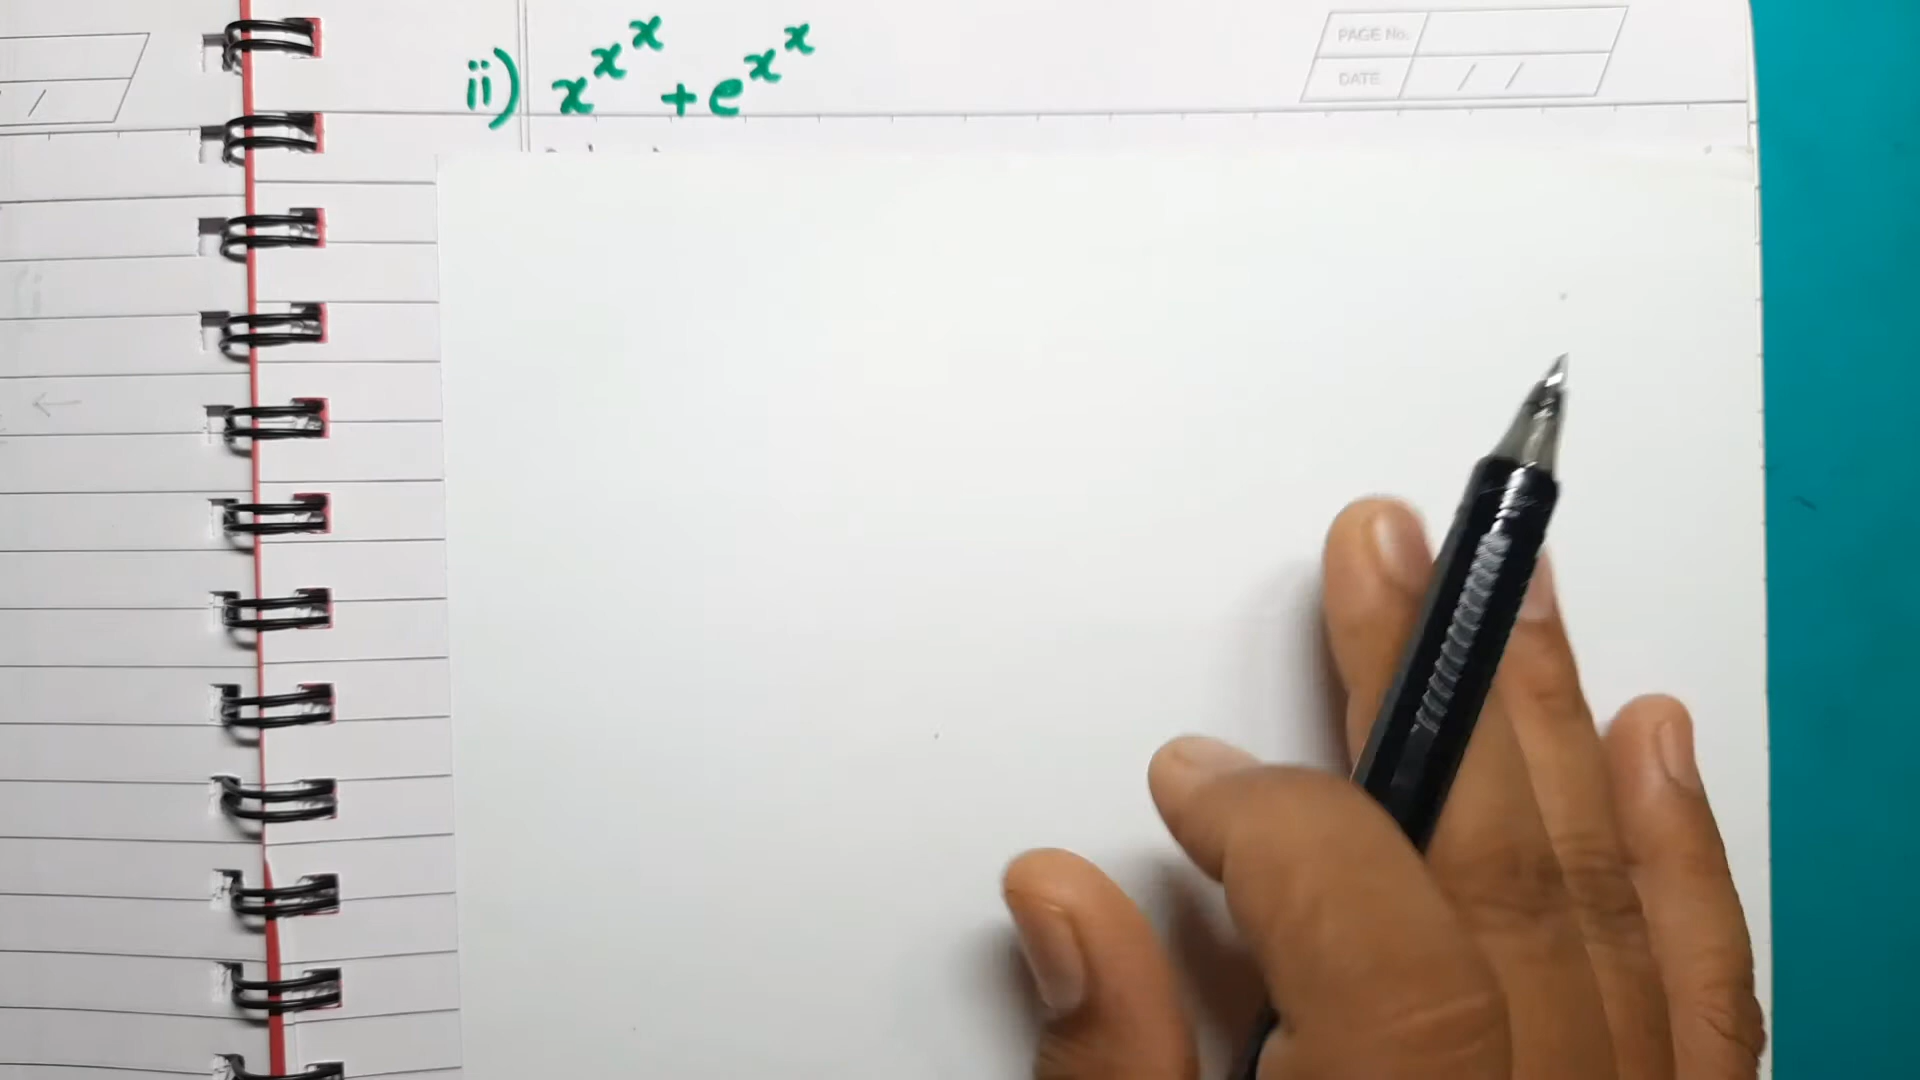 ii) x^{x^x} + e^{x^x}
PAGE No.
DATE / /